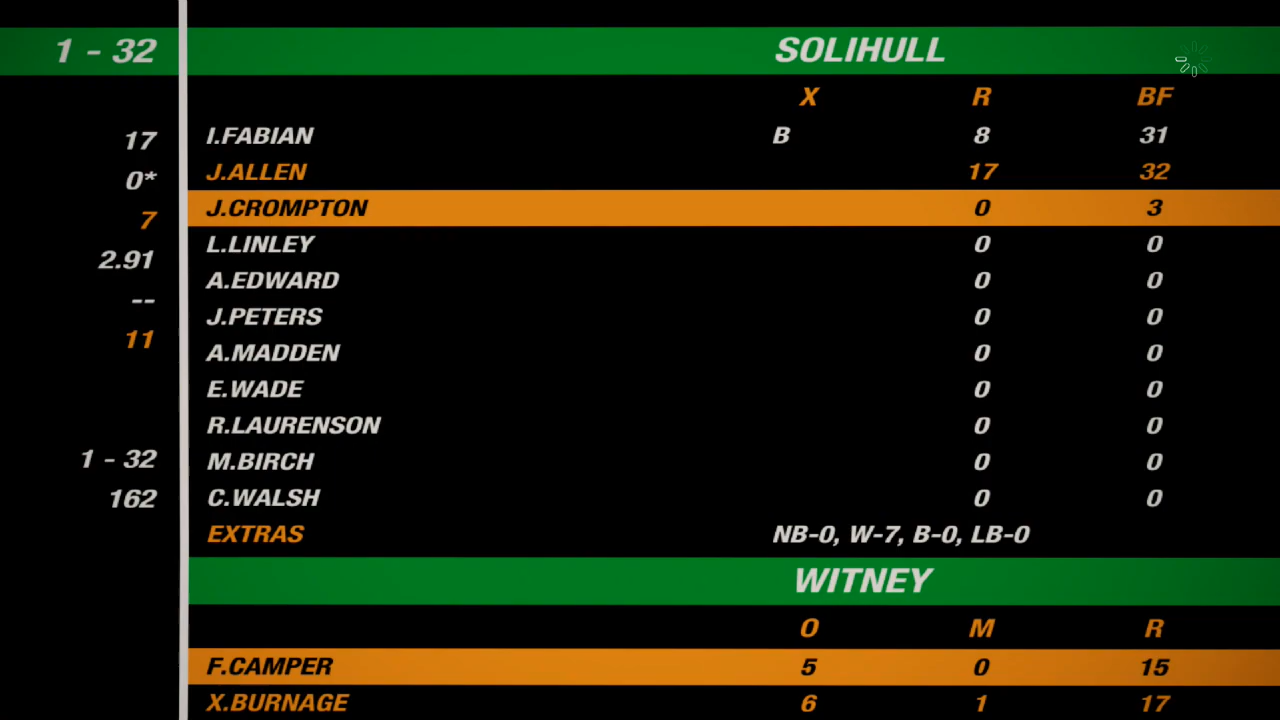 1 - 32 SOLIHULL
X R BF
17 I.FABIAN B 8 31
0* J.ALLEN 17 32
7 J.CROMPTON 0 3
L.LINLEY 0 0
2.91 A.EDWARD 0 0
-- J.PETERS 0 0
11 A.MADDEN 0 0
E.WADE 0 0
R.LAURENSON 0 0
1 - 32 M.BIRCH 0 0
162 C.WALSH 0 0
EXTRAS NB-0, W-7, B-0, LB-0
WITNEY
O M R
F.CAMPER 5 0 15
X.BURNAGE 6 1 17